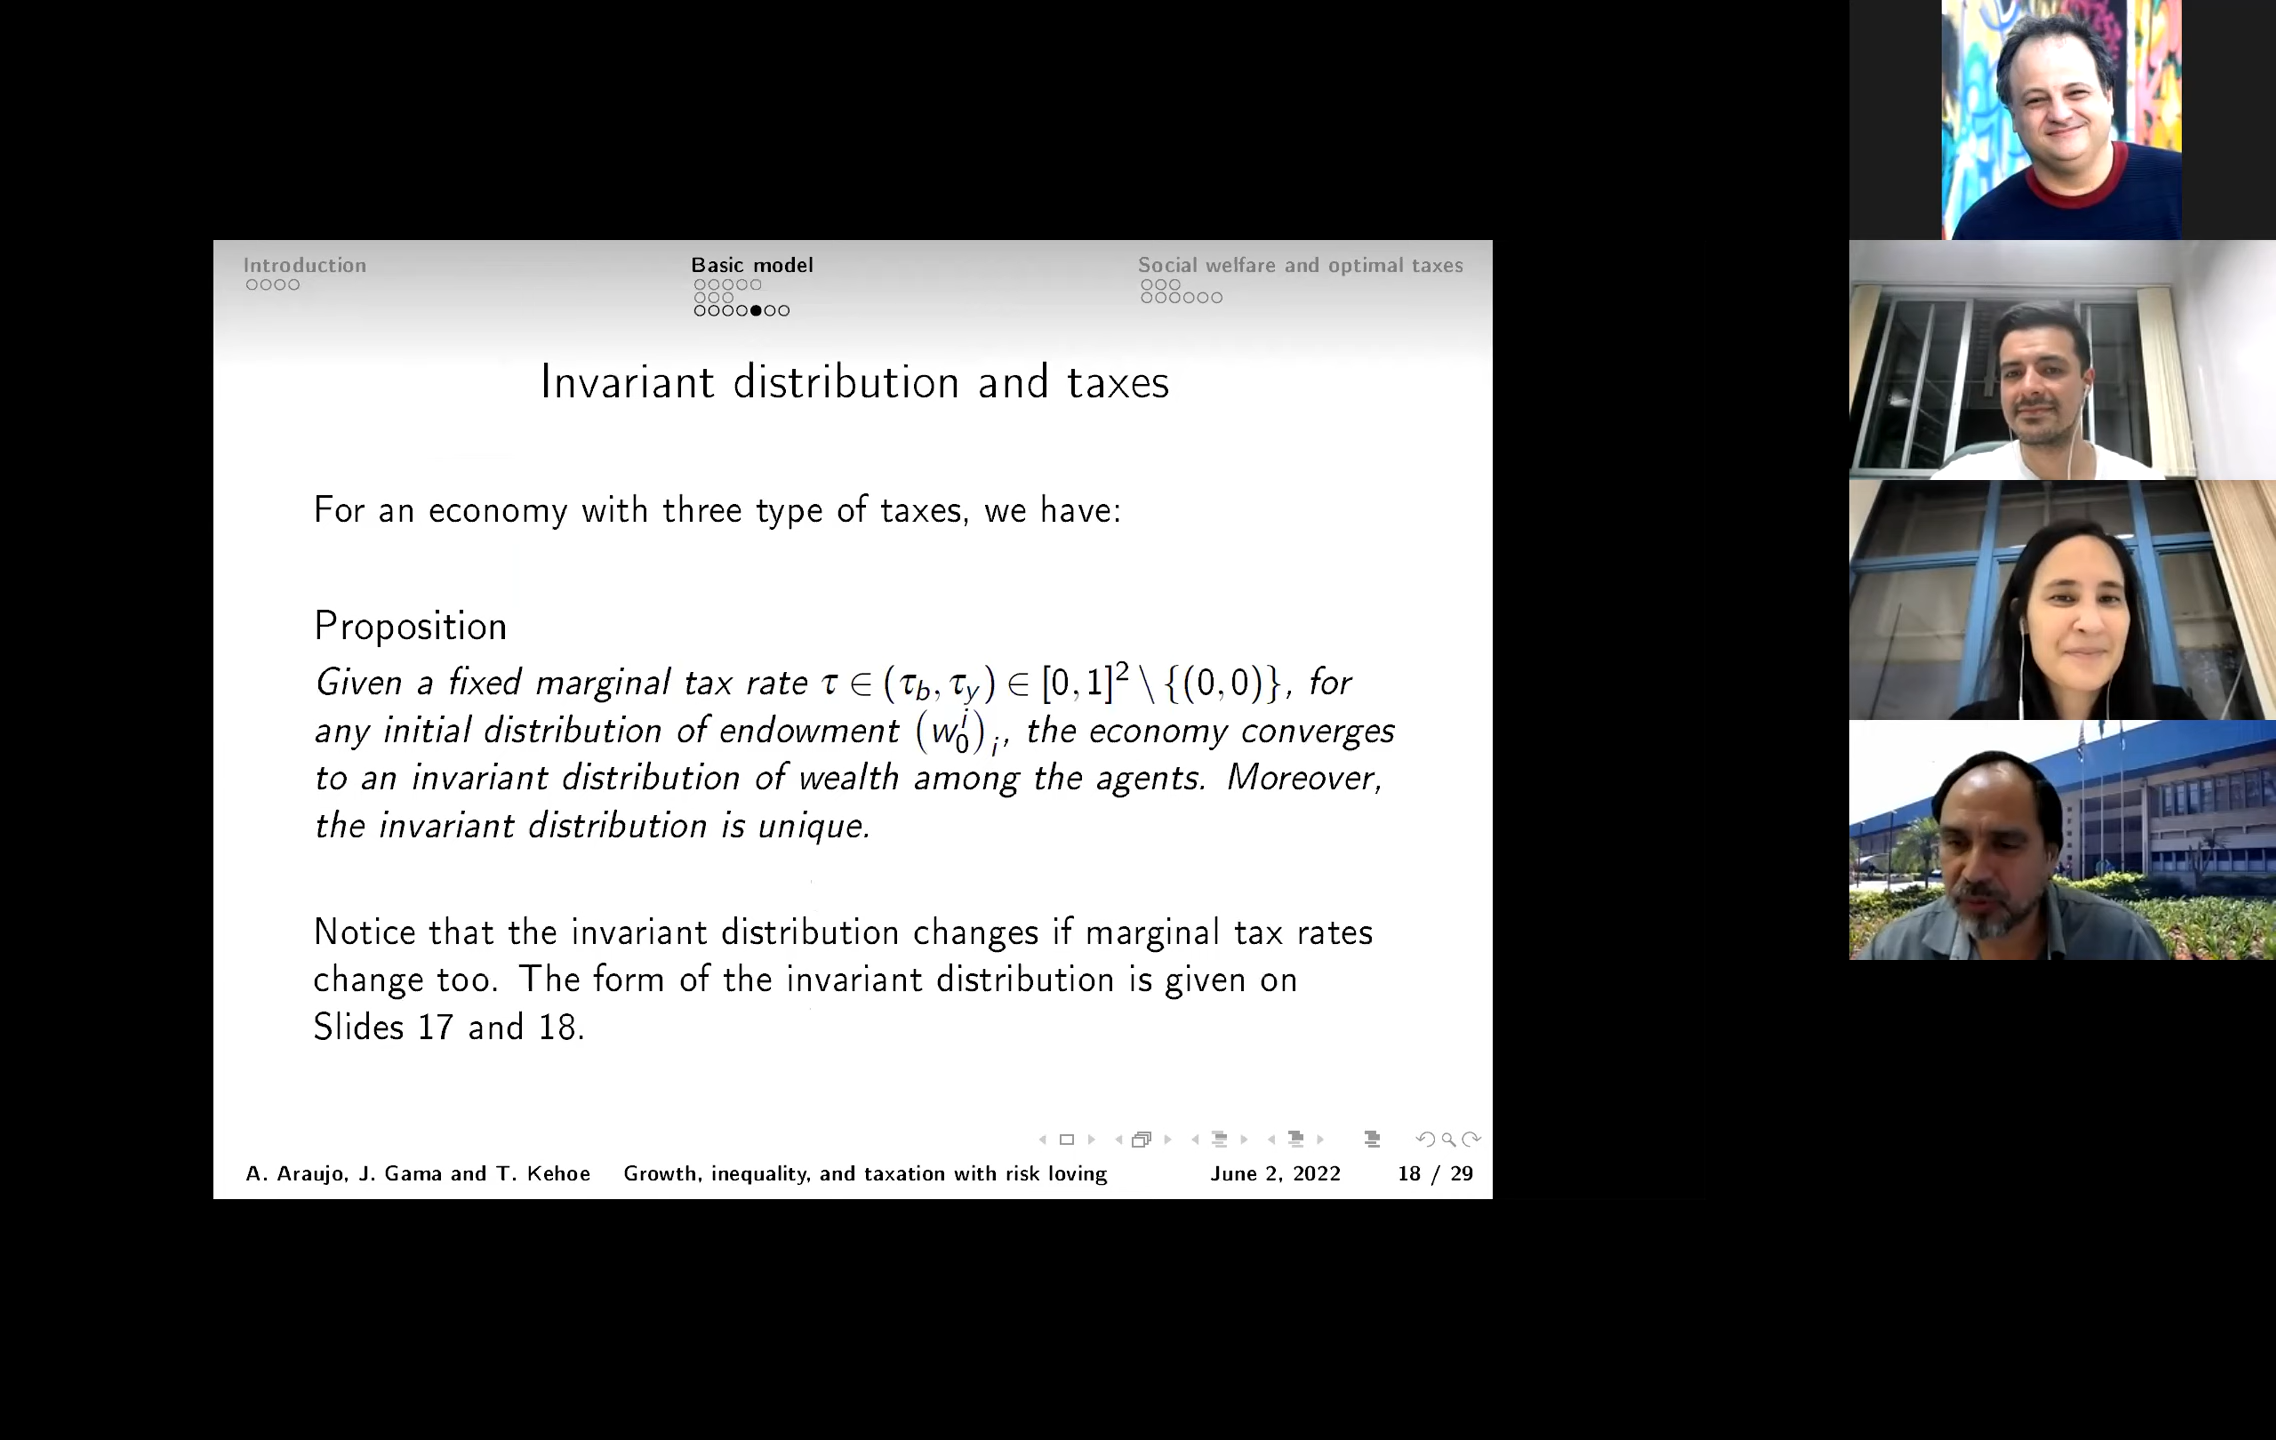 Introduction
Basic model
Social welfare and optimal taxes
Invariant distribution and taxes
For an economy with three type of taxes, we have:
Proposition
Given a fixed marginal tax rate τ ∈ (τ_b, τ_y) ∈ [0, 1]² \ {(0, 0)}, for
any initial distribution of endowment (w₀ⁱ)ᵢ, the economy converges
to an invariant distribution of wealth among the agents. Moreover,
the invariant distribution is unique.
Notice that the invariant distribution changes if marginal tax rates
change too. The form of the invariant distribution is given on
Slides 17 and 18.
A. Araujo, J. Gama and T. Kehoe Growth, inequality, and taxation with risk loving June 2, 2022 18 / 29